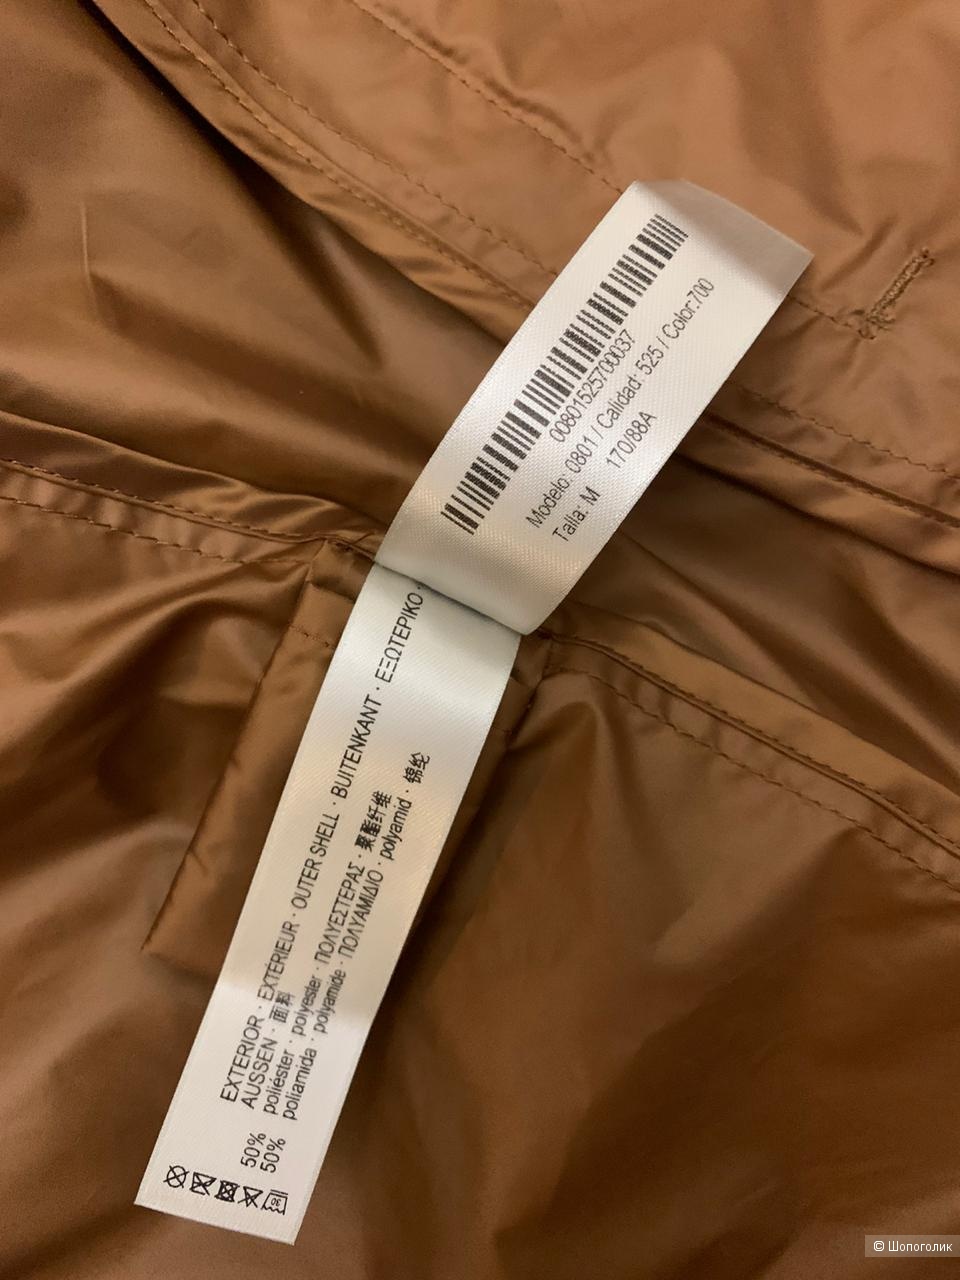 00801525700037
Modelo: 0801 / Calidad: 525 / Color:700
Talla: M 170/88A
EXTERIOR · EXTÉRIEUR · OUTER SHELL · BUITENKANT · ΕΞΩΤΕΡΙΚΟ ·
AUSSEN · 面料
50% poliéster · polyester · ΠΟΛΥΕΣΤΕΡΑΣ · 聚酯纤维
50% poliamida · polyamide · ΠΟΛΥΑΜΙΔΙΟ · polyamid · 锦纶
30
© Шопоголик